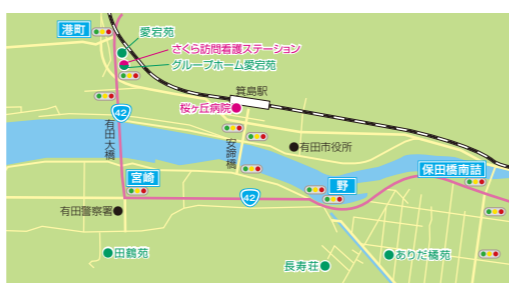 港町
愛宕苑
さくら訪問看護ステーション
グループホーム愛宕苑
箕島駅
桜ヶ丘病院
42
有田大橋
安諦橋
有田市役所
保田橋南詰
宮崎
野
42
有田警察署
田鶴苑
長寿荘
ありだ橘苑